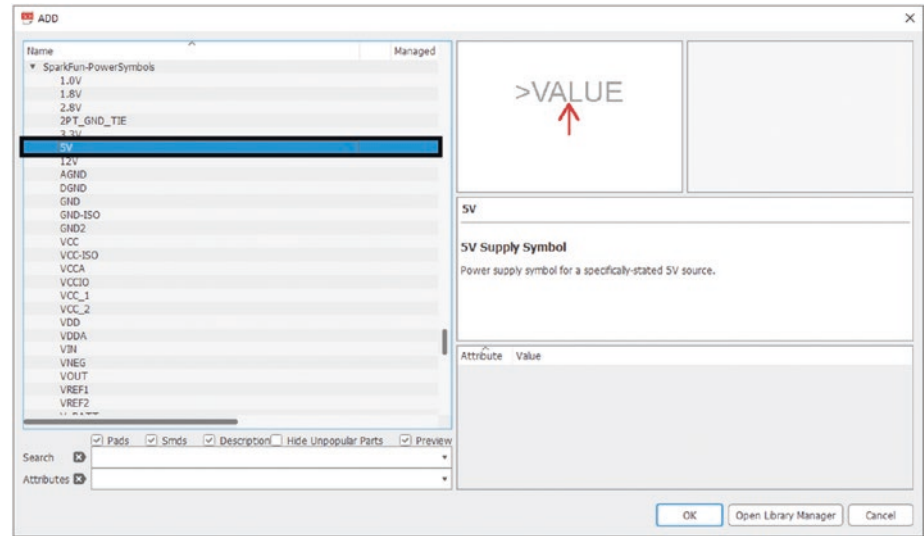 ADD
Name Managed
SparkFun-PowerSymbols
1.0V
1.8V
2.8V
2PT_GND_TIE
3.3V
5V
12V
AGND
DGND
GND
GND-ISO
GND2
VCC
VCC-ISO
VCCA
VCCIO
VCC_1
VCC_2
VDD
VDDA
VIN
VNEG
VOUT
VREF1
VREF2
Pads Smds Description Hide Unpopular Parts Preview
Search
Attributes
>VALUE
5V
5V Supply Symbol
Power supply symbol for a specifically-stated 5V source.
Attribute Value
OK Open Library Manager Cancel